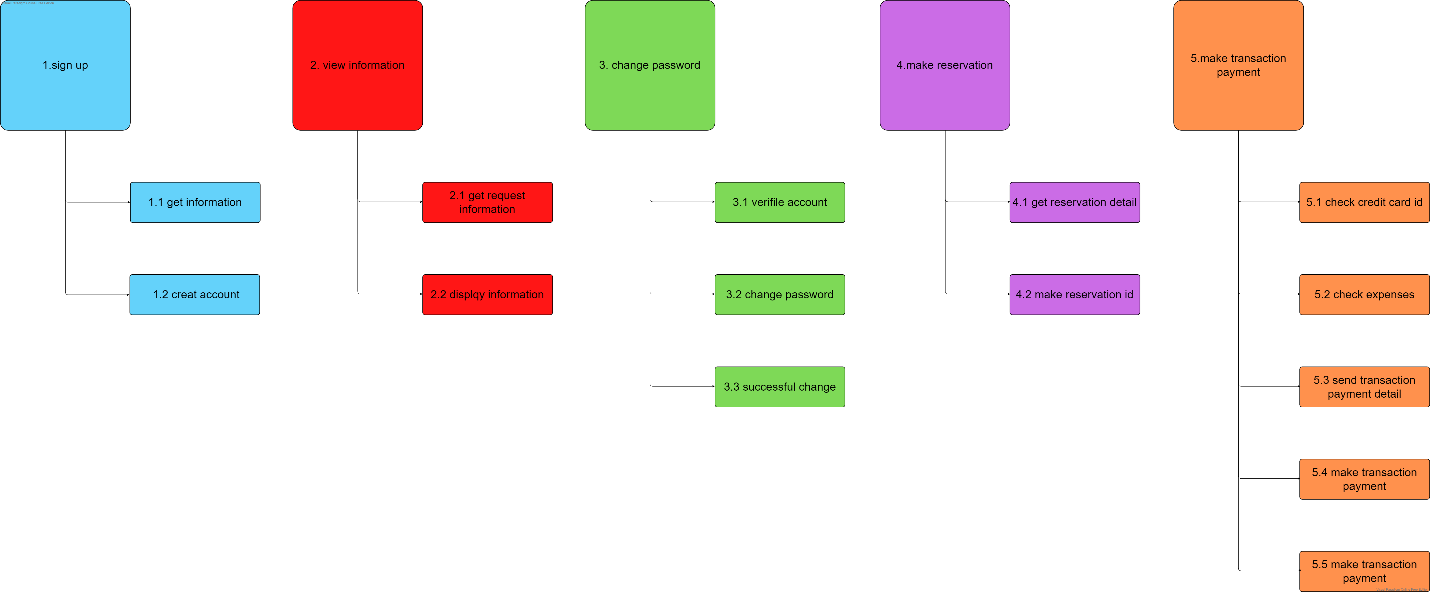 1.sign up
2. view information
3. change password
4.make reservation
5.make transaction
payment
1.1 get information
2.1 get request
information
3.1 verifile account
4.1 get reservation detail
5.1 check credit card id
1.2 creat account
2.2 displqy information
3.2 change password
4.2 make reservation id
5.2 check expenses
3.3 successful change
5.3 send transaction
payment detail
5.4 make transaction
payment
5.5 make transaction
payment